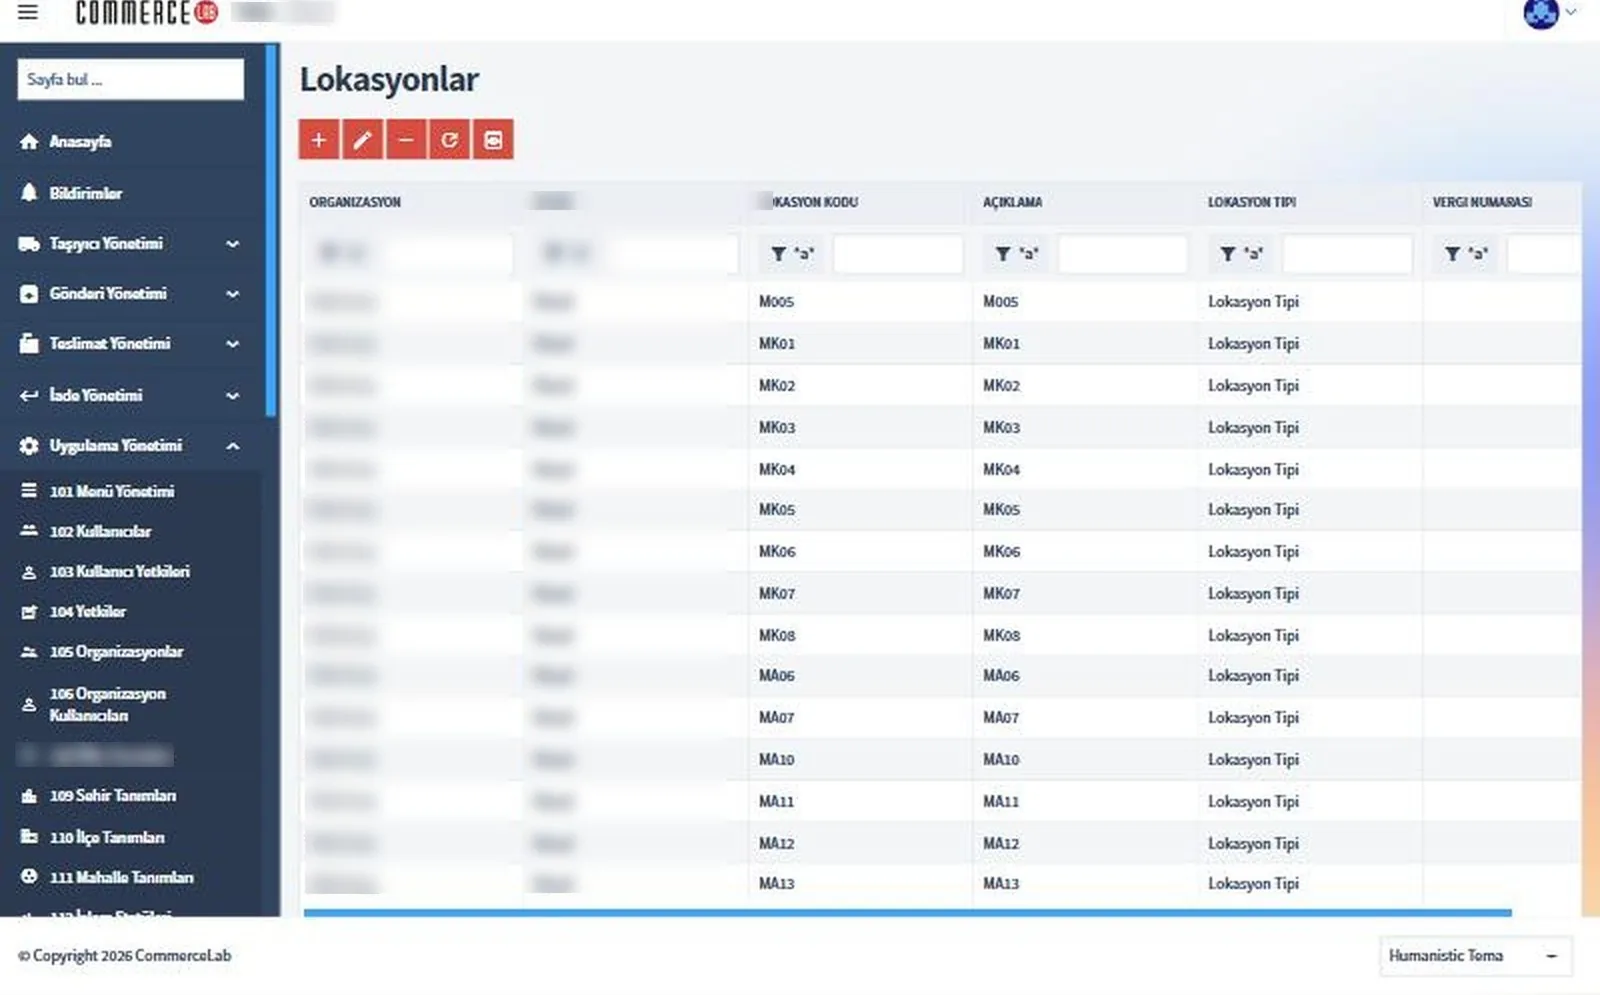 COMMERCE LAB
Sayfa bul ...
Anasayfa
Bildirimler
Taşıyıcı Yönetimi
Gönderi Yönetimi
Teslimat Yönetimi
İade Yönetimi
Uygulama Yönetimi
101 Menü Yönetimi
102 Kullanıcılar
103 Kullanıcı Yetkileri
104 Yetkiler
105 Organizasyonlar
106 Organizasyon
Kullanıcıları
109 Sehir Tanımları
110 İlçe Tanımları
111 Mahalle Tanımları
Lokasyonlar
ORGANIZASYON OKASYON KODU AÇIKLAMA LOKASYON TIPI VERGI NUMARASI
*a* *a* *a* *a*
M005 M005 Lokasyon Tipi
MK01 MK01 Lokasyon Tipi
MK02 MK02 Lokasyon Tipi
MK03 MK03 Lokasyon Tipi
MK04 MK04 Lokasyon Tipi
MK05 MK05 Lokasyon Tipi
MK06 MK06 Lokasyon Tipi
MK07 MK07 Lokasyon Tipi
MK08 MK08 Lokasyon Tipi
MA06 MA06 Lokasyon Tipi
MA07 MA07 Lokasyon Tipi
MA10 MA10 Lokasyon Tipi
MA11 MA11 Lokasyon Tipi
MA12 MA12 Lokasyon Tipi
MA13 MA13 Lokasyon Tipi
© Copyright 2026 CommerceLab
Humanistic Tema